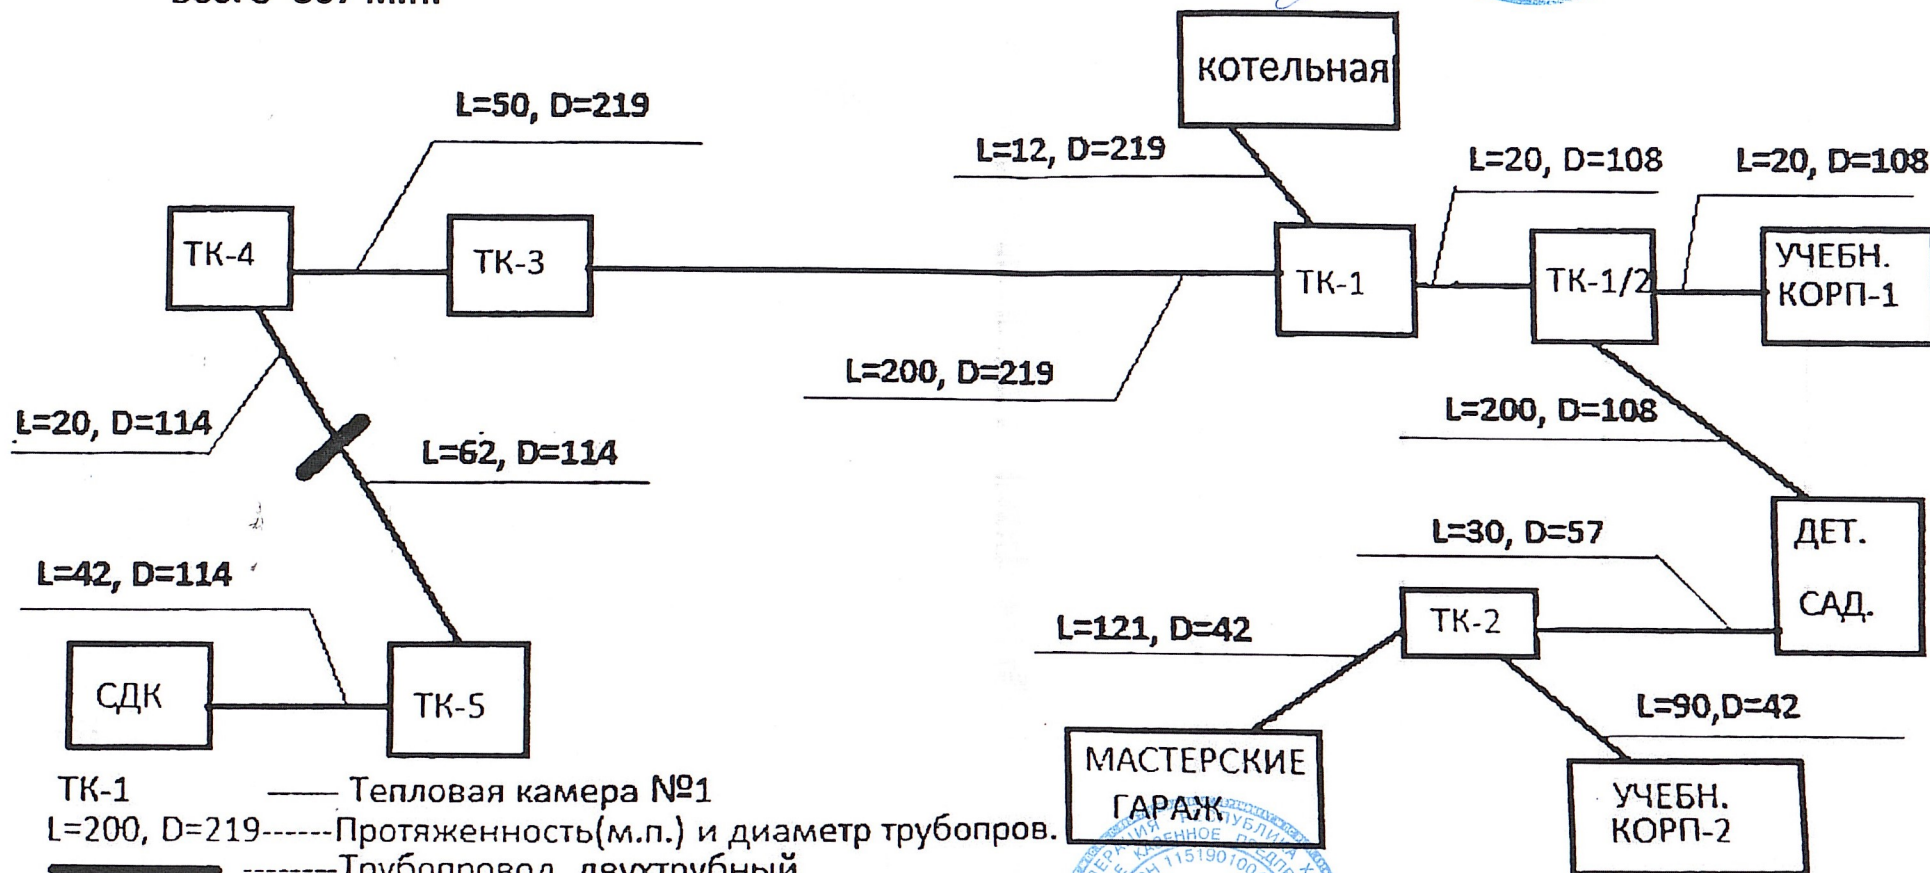 котельная
L=50, D=219
L=12, D=219
L=20, D=108
L=20, D=108
ТК-4
ТК-3
ТК-1
ТК-1/2
УЧЕБН.
КОРП-1
L=200, D=219
L=20, D=114
L=62, D=114
L=200, D=108
ДЕТ.
САД.
L=30, D=57
L=42, D=114
L=121, D=42
ТК-2
СДК
ТК-5
L=90,D=42
МАСТЕРСКИЕ
ГАРАЖ
УЧЕБН.
КОРП-2
ТК-1 —— Тепловая камера №1
L=200, D=219------Протяженность(м.п.) и диаметр трубопров.
--------Трубопровод двухтрубный